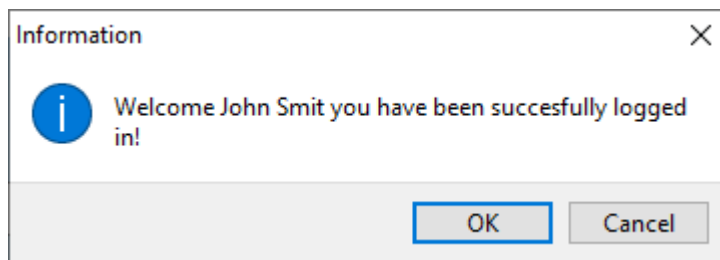 Information
Welcome John Smit you have been succesfully logged
in!
OK
Cancel